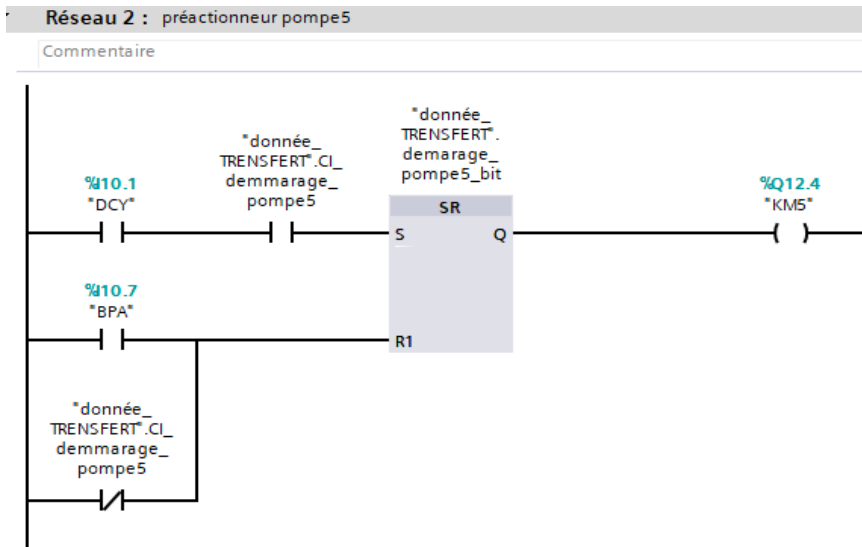 Réseau 2 : préactionneur pompe5
Commentaire
"donnée_
TRENSFERT".
demarage_
pompe5_bit
"donnée_
TRENSFERT".CI_
demmarage_
pompe5
%I10.1
"DCY"
%Q12.4
"KM5"
SR
S Q
%I10.7
"BPA"
R1
"donnée_
TRENSFERT".CI_
demmarage_
pompe5